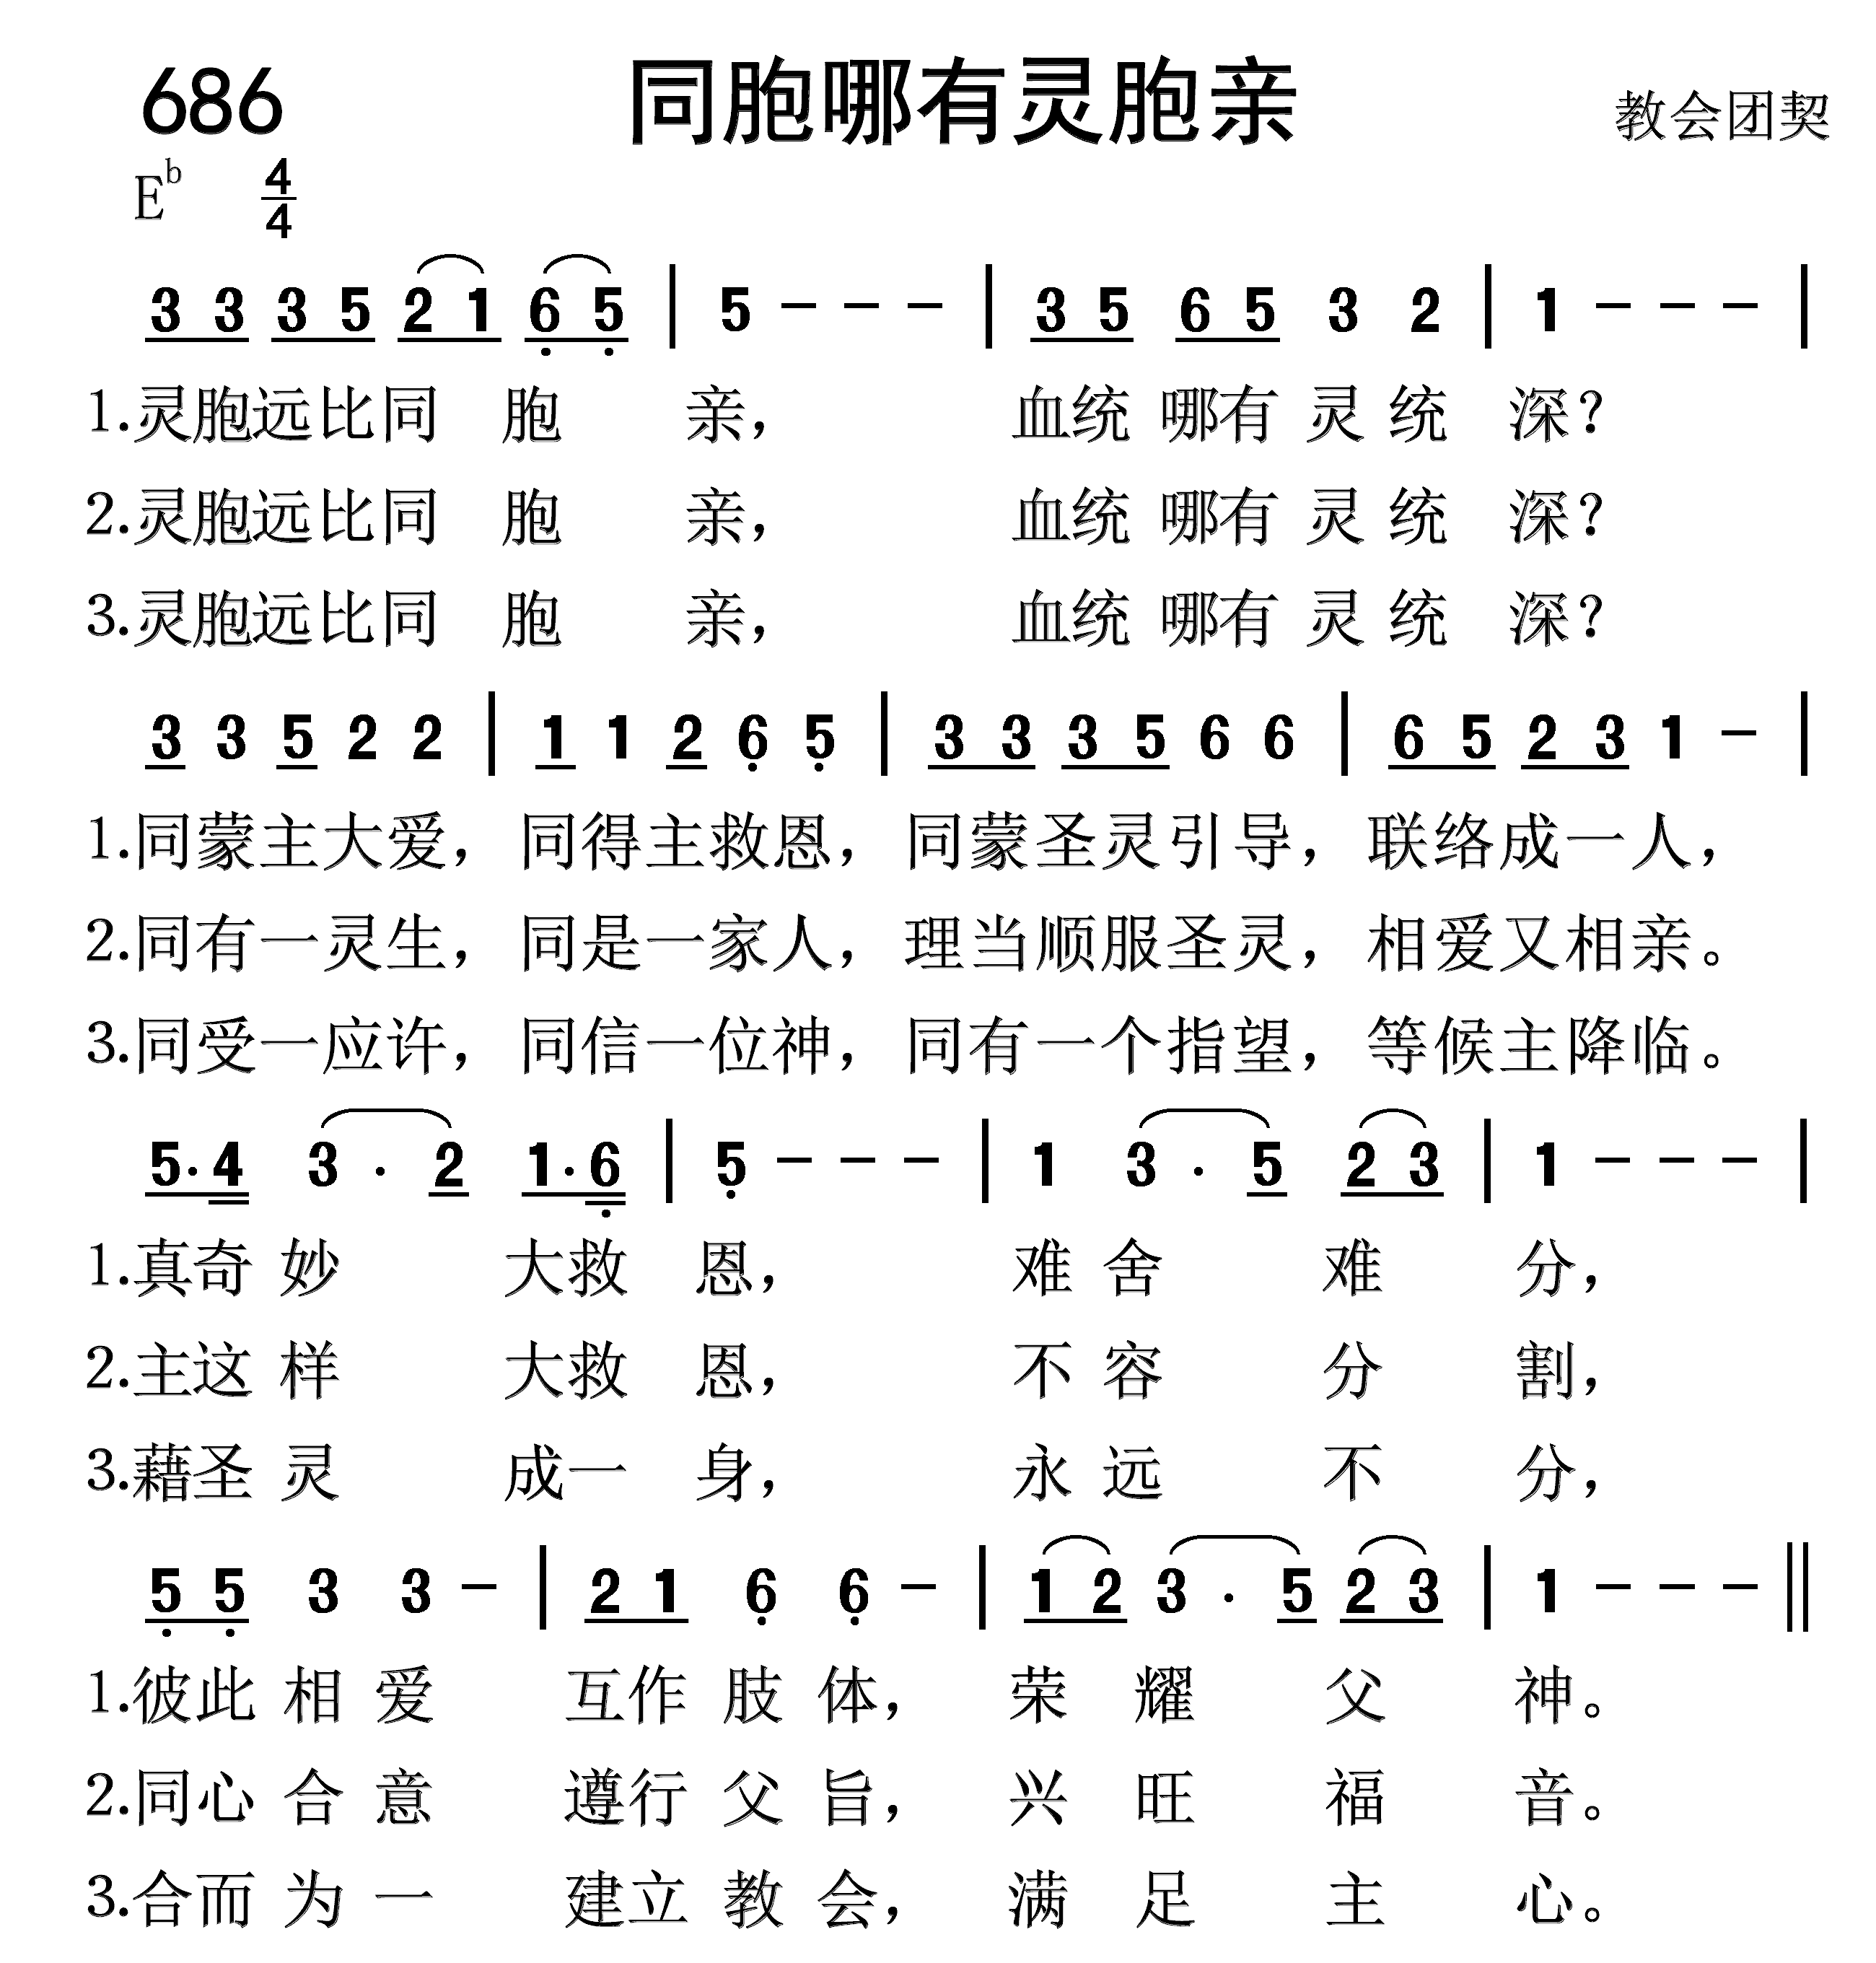 686 同胞哪有灵胞亲 教会团契
E♭ 4/4
3 3 3 5 2 1 6 5 | 5 - - - | 3 5 6 5 3 2 | 1 - - - |
1.灵胞远比同 胞 亲， 血统 哪有 灵 统 深？
2.灵胞远比同 胞 亲， 血统 哪有 灵 统 深？
3.灵胞远比同 胞 亲， 血统 哪有 灵 统 深？
3 3 5 2 2 | 1 1 2 6 5 | 3 3 3 5 6 6 | 6 5 2 3 1 - |
1.同蒙主大爱，同得主救恩，同蒙圣灵引导，联络成一人，
2.同有一灵生，同是一家人，理当顺服圣灵，相爱又相亲。
3.同受一应许，同信一位神，同有一个指望，等候主降临。
5·4 3 · 2 1·6 | 5 - - - | 1 3 · 5 2 3 | 1 - - - |
1.真奇 妙 大救 恩， 难 舍 难 分，
2.主这 样 大救 恩， 不 容 分 割，
3.藉圣 灵 成一 身， 永 远 不 分，
5 5 3 3 - | 2 1 6 6 - | 1 2 3 · 5 2 3 | 1 - - - ||
1.彼此 相 爱 互作 肢 体， 荣 耀 父 神。
2.同心 合 意 遵行 父 旨， 兴 旺 福 音。
3.合而 为 一 建立 教 会， 满 足 主 心。